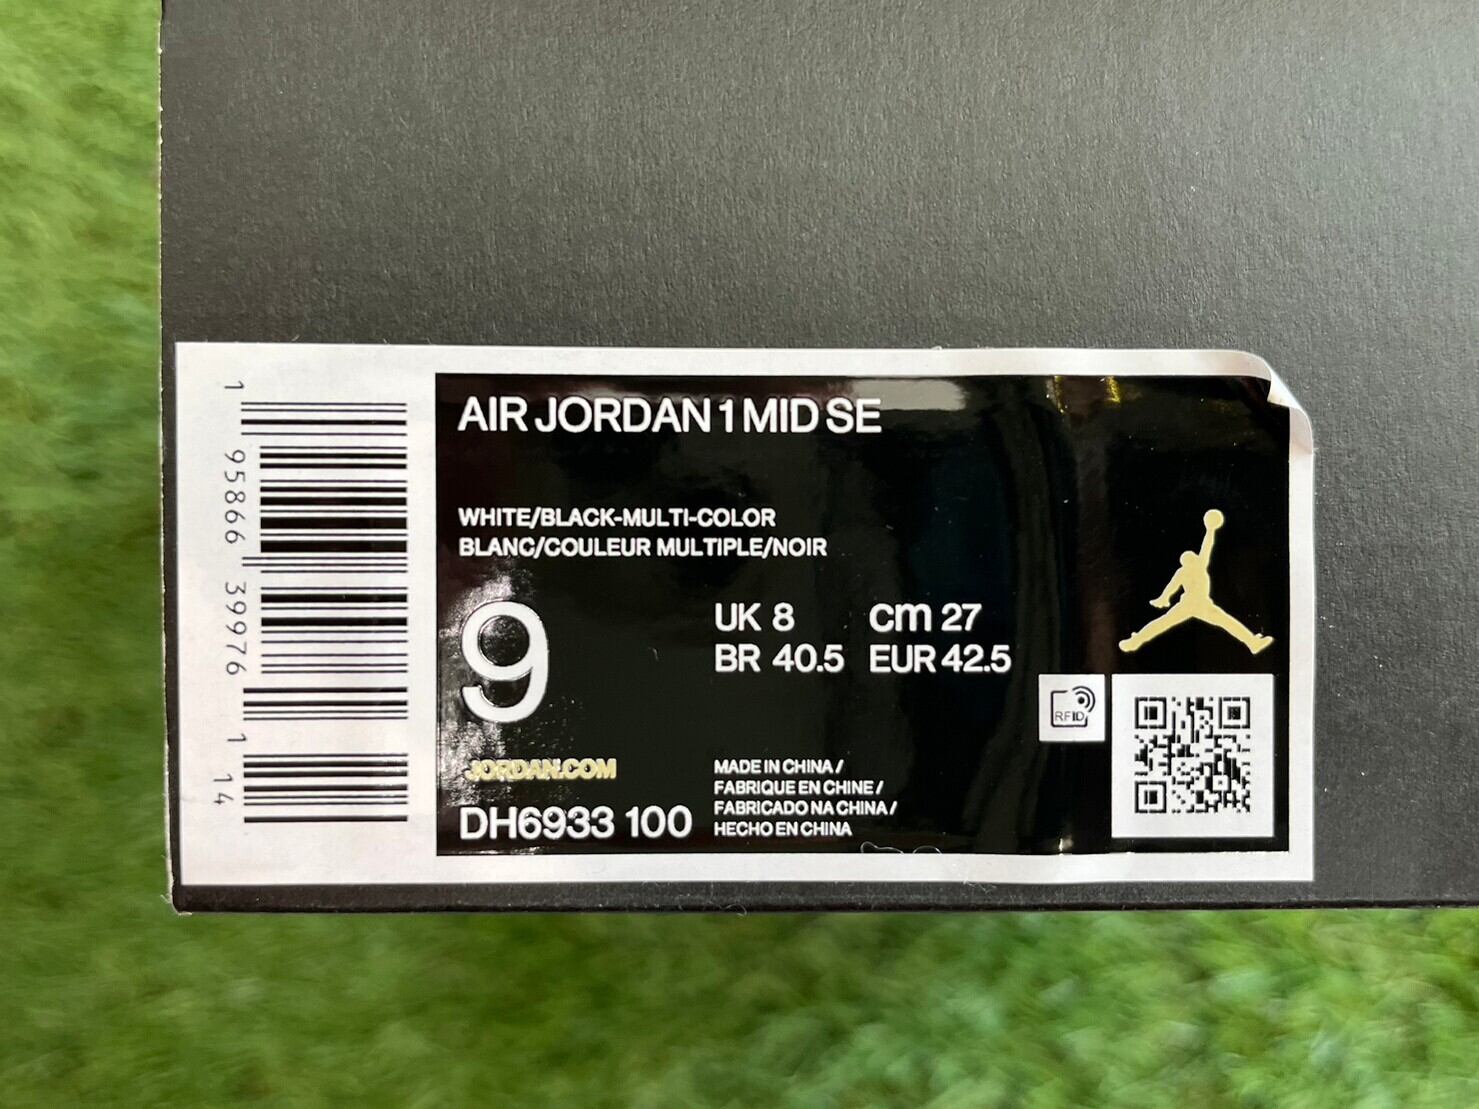 1 95866 39976 1 14
AIR JORDAN 1 MID SE
WHITE/BLACK-MULTI-COLOR
BLANC/COULEUR MULTIPLE/NOIR
9
UK 8 cm 27
BR 40.5 EUR 42.5
RFID
JORDAN.COM
DH6933 100
MADE IN CHINA /
FABRIQUE EN CHINE /
FABRICADO NA CHINA /
HECHO EN CHINA